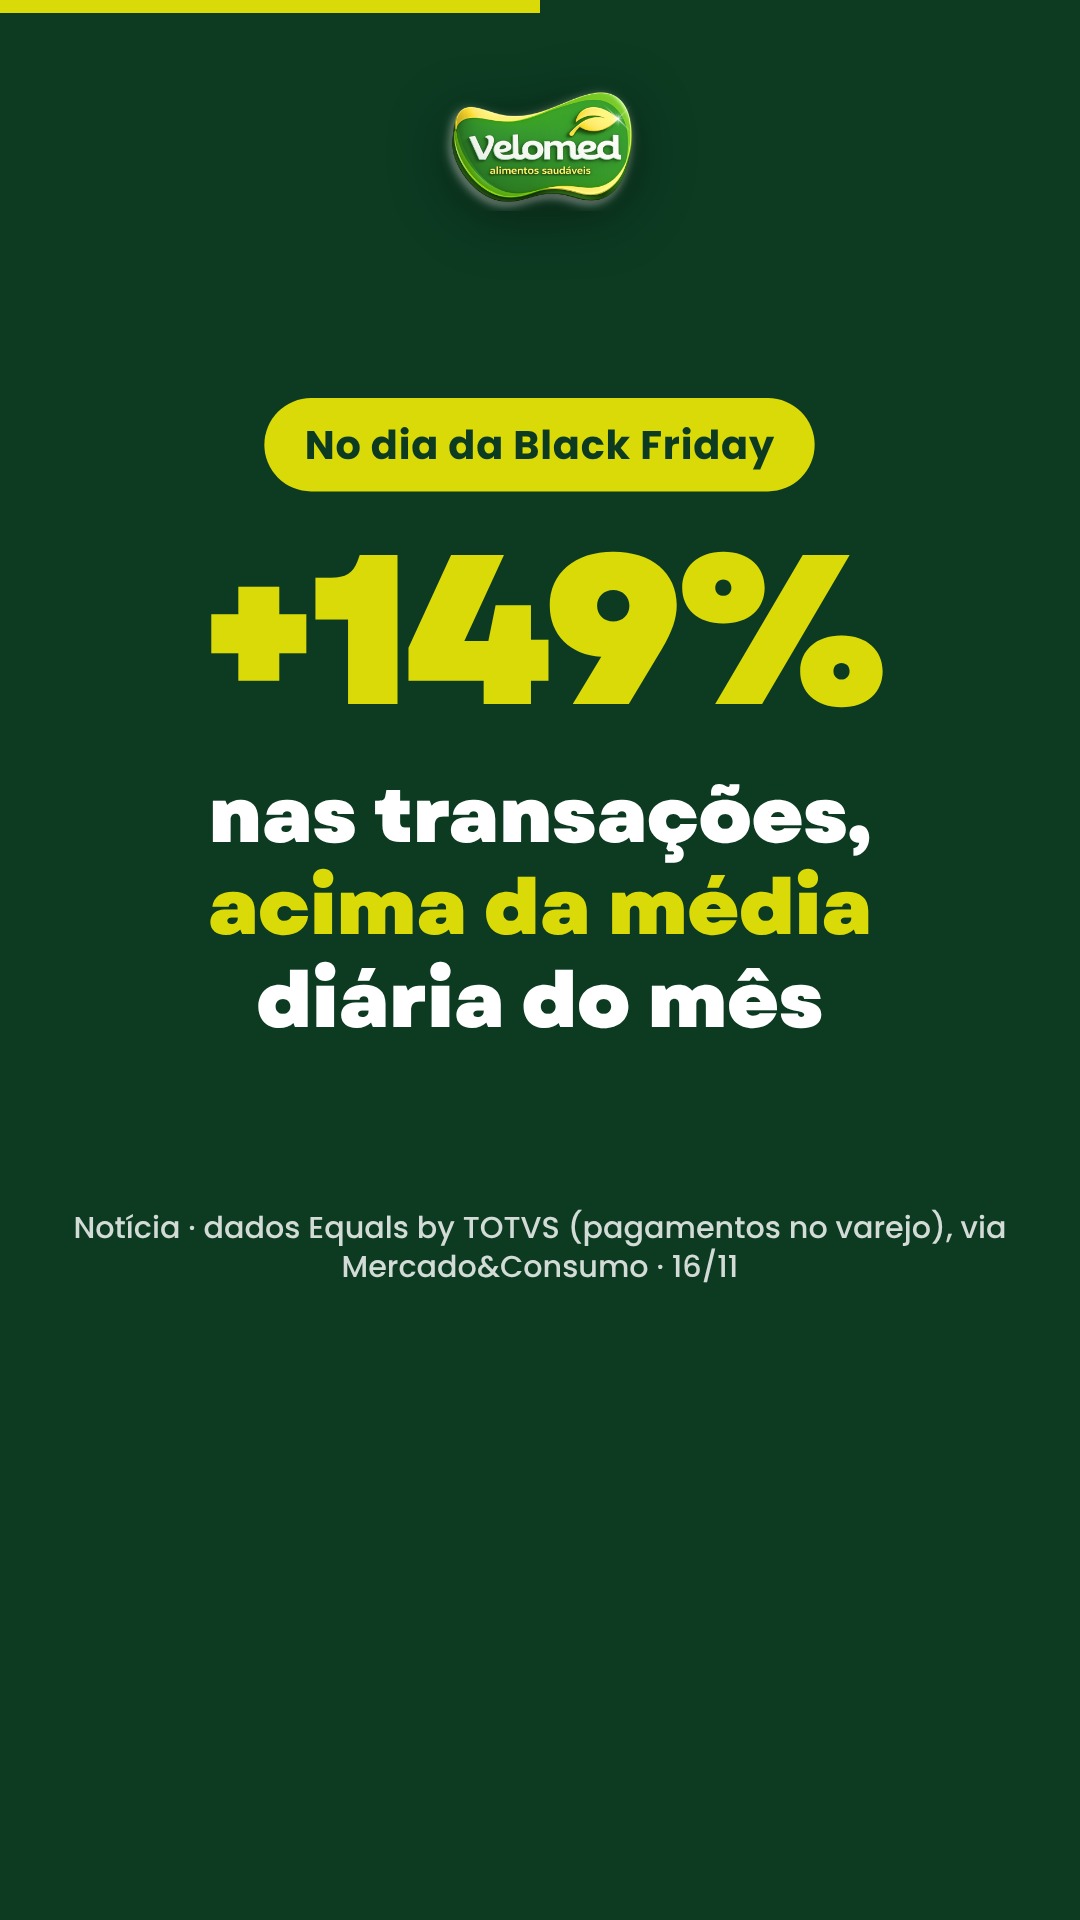 Velomed
alimentos saudáveis
No dia da Black Friday
+149%
nas transações,
acima da média
diária do mês
Notícia · dados Equals by TOTVS (pagamentos no varejo), via
Mercado&Consumo · 16/11